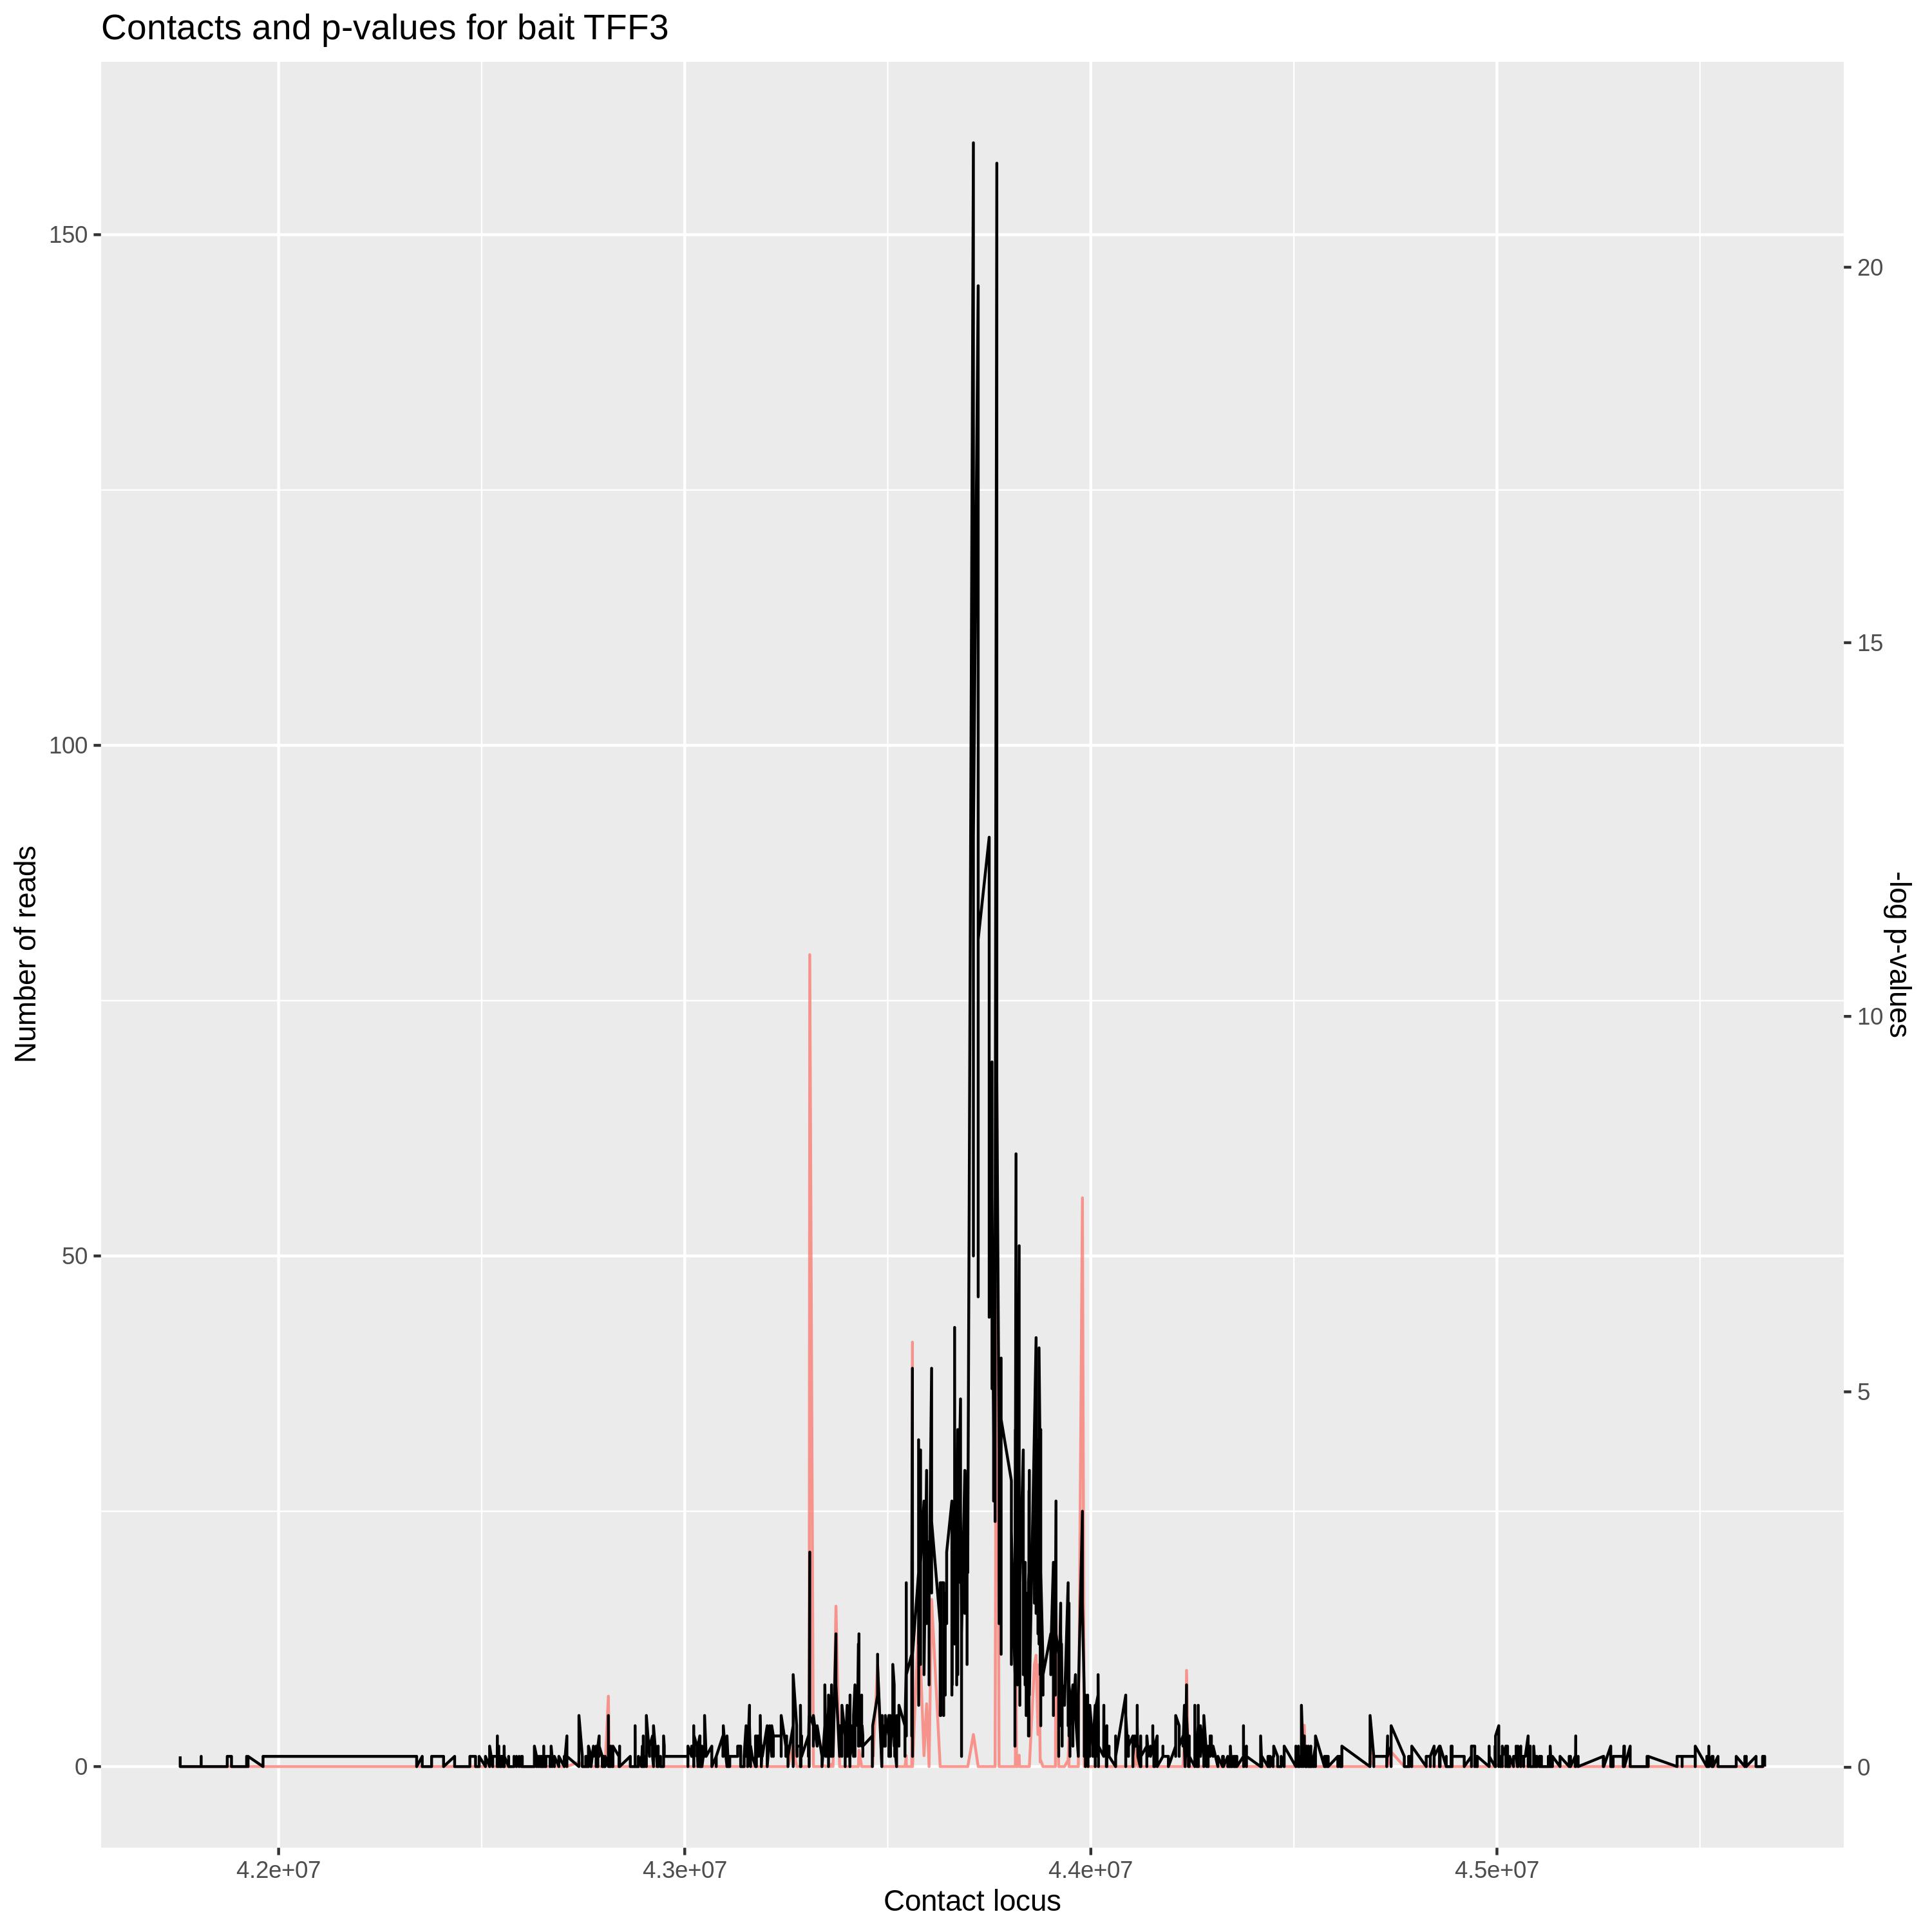 Contacts and p-values for bait TFF3
150
100
50
0
Number of reads
20
15
10
5
0
-log p-values
4.2e+07
4.3e+07
4.4e+07
4.5e+07
Contact locus